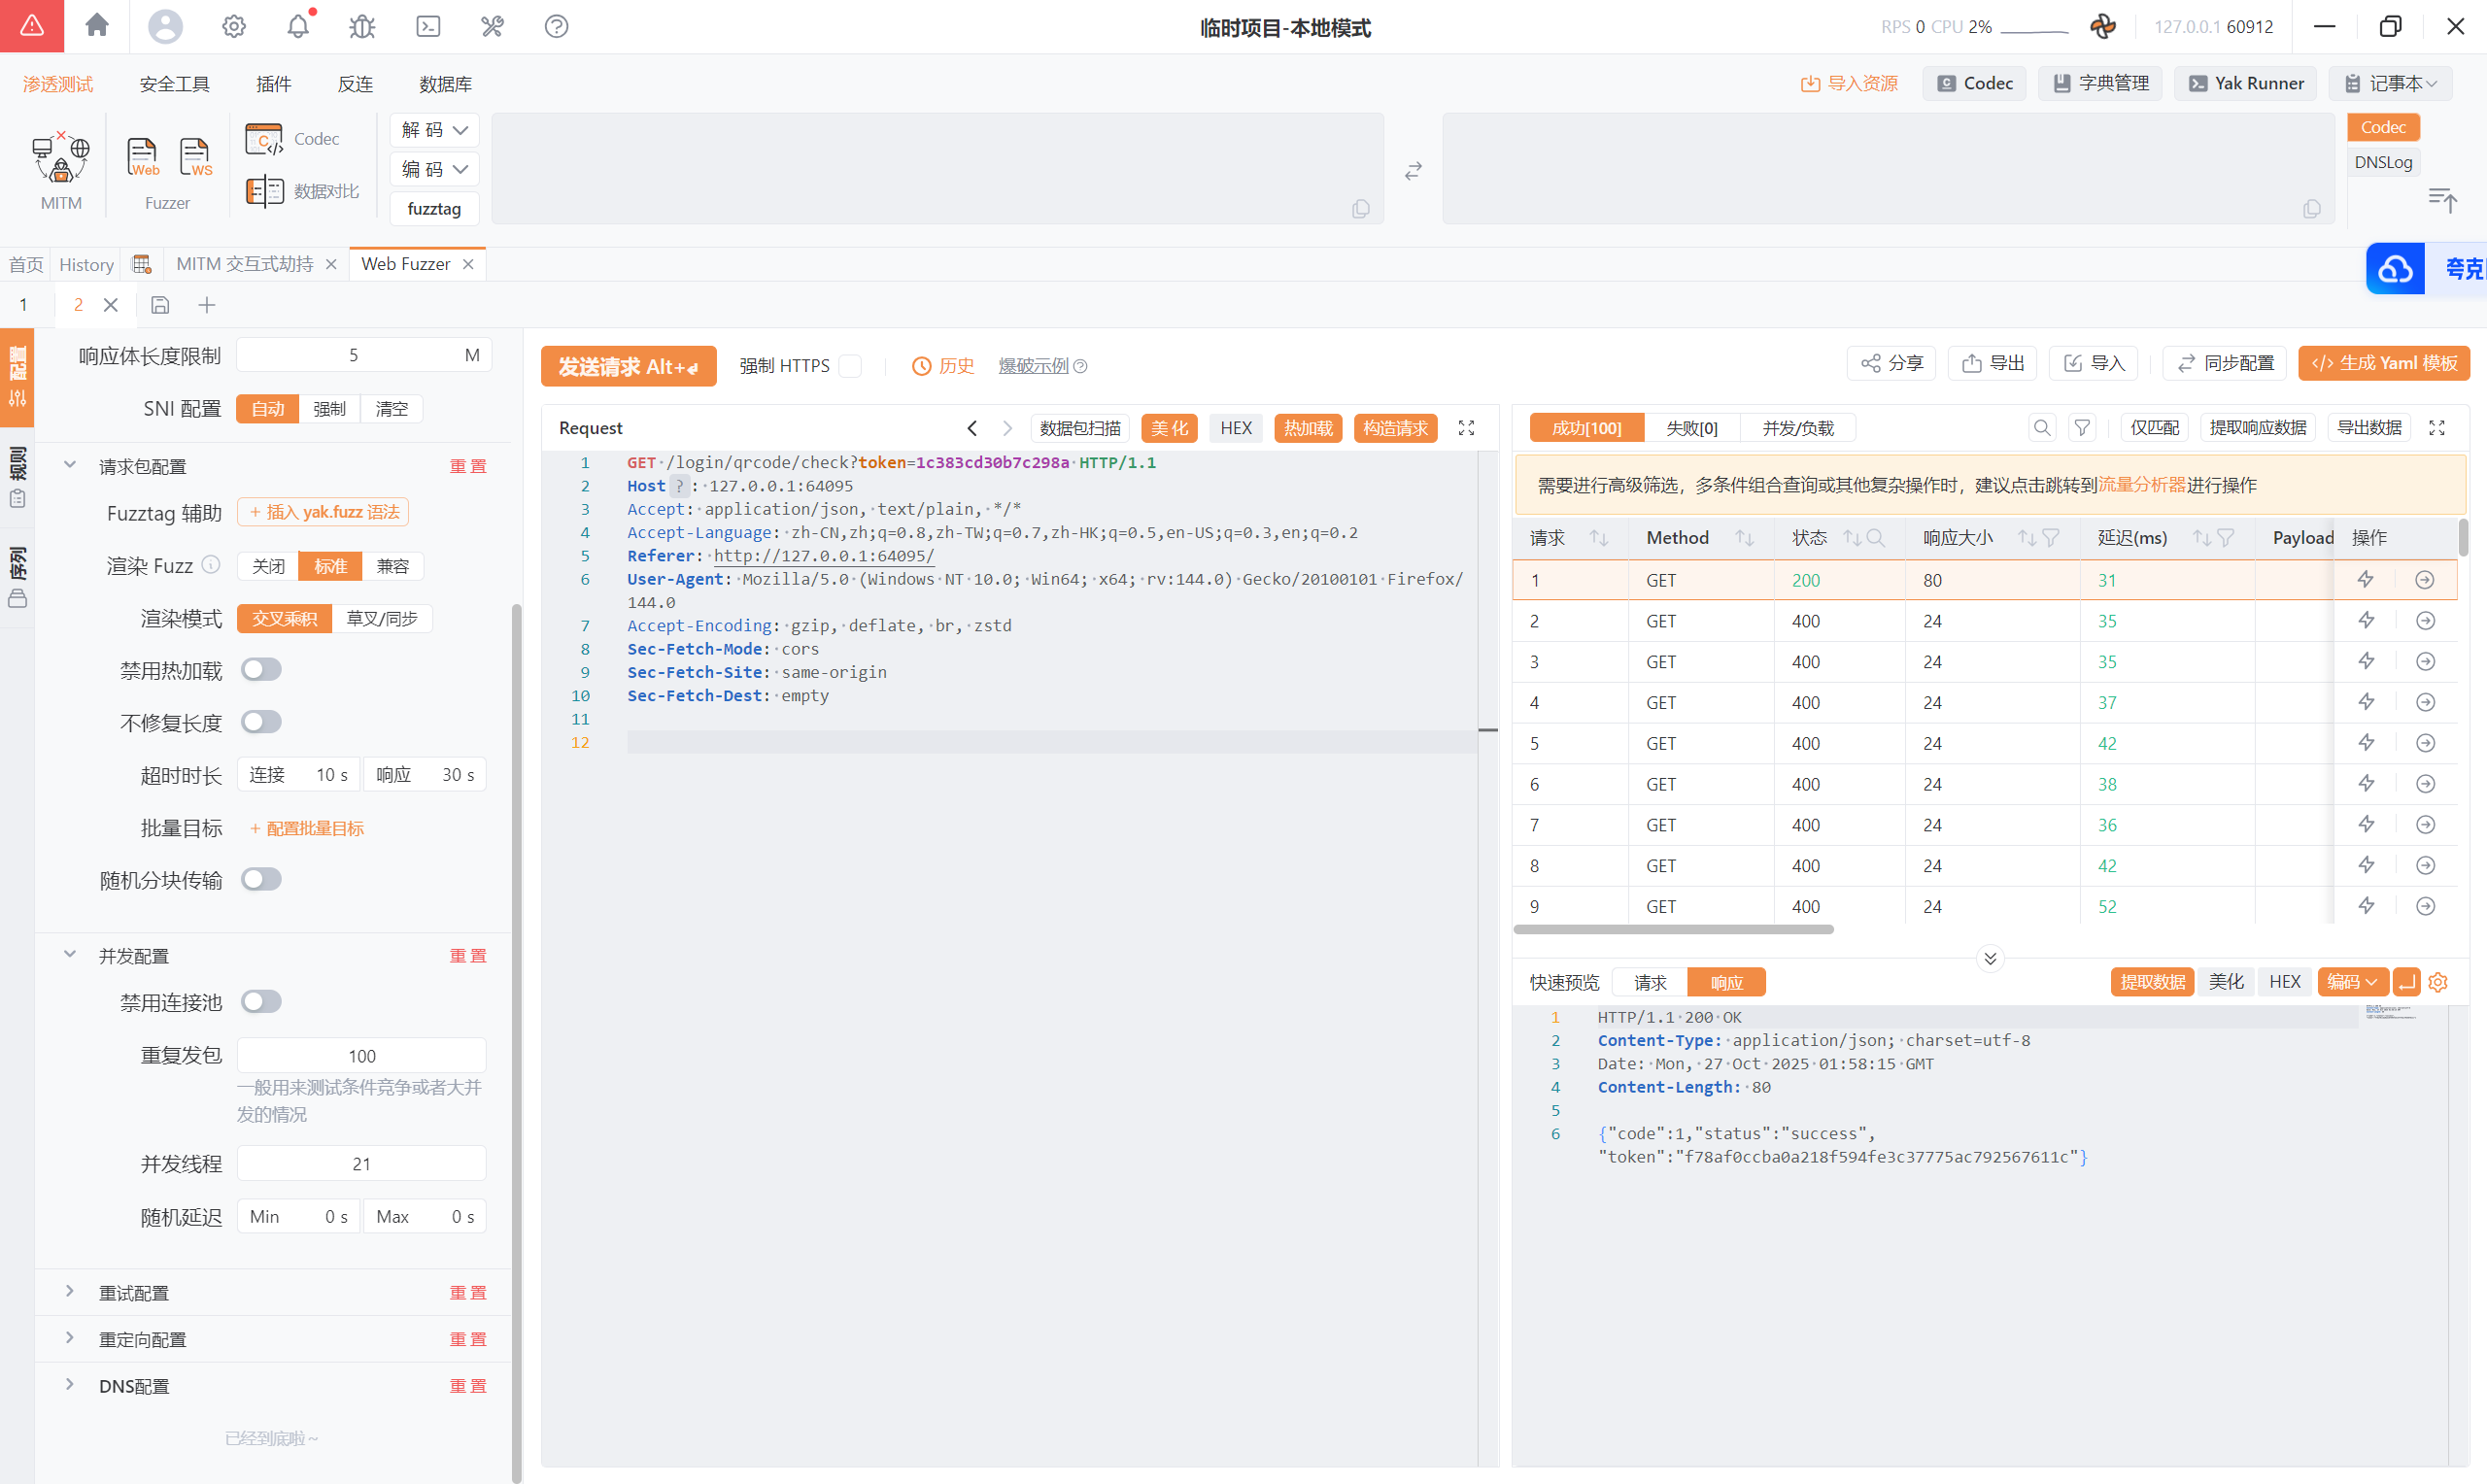 临时项目-本地模式
RPS 0 CPU 2%
127.0.0.1 60912
渗透测试 安全工具 插件 反连 数据库
导入资源 Codec 字典管理 Yak Runner 记事本
MITM
Web WS
Fuzzer
Codec
数据对比
解码
编码
fuzztag
Codec
DNSLog
首页 History MITM 交互式劫持 Web Fuzzer
夸克
1 2
配置
规则
序列
响应体长度限制 5 M
SNI 配置 自动 强制 清空
请求包配置 重置
Fuzztag 辅助 + 插入 yak.fuzz 语法
渲染 Fuzz 关闭 标准 兼容
渲染模式 交叉乘积 草叉/同步
禁用热加载
不修复长度
超时时长 连接 10 s 响应 30 s
批量目标 + 配置批量目标
随机分块传输
并发配置 重置
禁用连接池
重复发包 100
一般用来测试条件竞争或者大并
发的情况
并发线程 21
随机延迟 Min 0 s Max 0 s
重试配置 重置
重定向配置 重置
DNS配置 重置
已经到底啦～
发送请求 Alt+ 强制 HTTPS 历史 爆破示例
分享 导出 导入 同步配置 </> 生成 Yaml 模板
Request 数据包扫描 美化 HEX 热加载 构造请求
1 GET /login/qrcode/check?token=1c383cd30b7c298a HTTP/1.1
2 Host ? : 127.0.0.1:64095
3 Accept: application/json, text/plain, */*
4 Accept-Language: zh-CN,zh;q=0.8,zh-TW;q=0.7,zh-HK;q=0.5,en-US;q=0.3,en;q=0.2
5 Referer: http://127.0.0.1:64095/
6 User-Agent: Mozilla/5.0 (Windows NT 10.0; Win64; x64; rv:144.0) Gecko/20100101 Firefox/
144.0
7 Accept-Encoding: gzip, deflate, br, zstd
8 Sec-Fetch-Mode: cors
9 Sec-Fetch-Site: same-origin
10 Sec-Fetch-Dest: empty
11
12
成功[100] 失败[0] 并发/负载 仅匹配 提取响应数据 导出数据
需要进行高级筛选，多条件组合查询或其他复杂操作时，建议点击跳转到流量分析器进行操作
请求 Method 状态 响应大小 延迟(ms) Payload 操作
1 GET 200 80 31
2 GET 400 24 35
3 GET 400 24 35
4 GET 400 24 37
5 GET 400 24 42
6 GET 400 24 38
7 GET 400 24 36
8 GET 400 24 42
9 GET 400 24 52
快速预览 请求 响应 提取数据 美化 HEX 编码
1 HTTP/1.1 200 OK
2 Content-Type: application/json; charset=utf-8
3 Date: Mon, 27 Oct 2025 01:58:15 GMT
4 Content-Length: 80
5
6 {"code":1,"status":"success",
"token":"f78af0ccba0a218f594fe3c37775ac792567611c"}